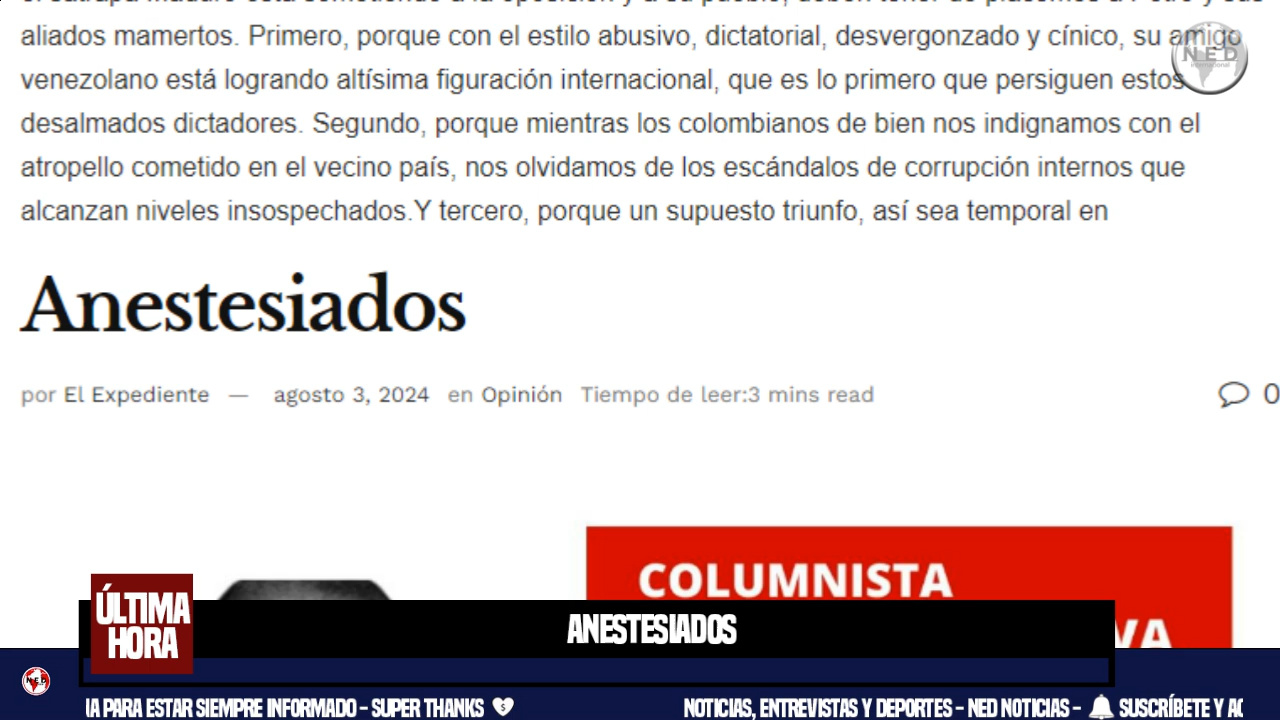 aliados mamertos. Primero, porque con el estilo abusivo, dictatorial, desvergonzado y cínico, su amigo
venezolano está logrando altísima figuración internacional, que es lo primero que persiguen estos
desalmados dictadores. Segundo, porque mientras los colombianos de bien nos indignamos con el
atropello cometido en el vecino país, nos olvidamos de los escándalos de corrupción internos que
alcanzan niveles insospechados.Y tercero, porque un supuesto triunfo, así sea temporal en
NED
internacional
Anestesiados
por El Expediente — agosto 3, 2024 en Opinión Tiempo de leer:3 mins read
0
COLUMNISTA
VA
ÚLTIMA
HORA
ANESTESIADOS
NED
A PARA ESTAR SIEMPRE INFORMADO - SUPER THANKS
NOTICIAS, ENTREVISTAS Y DEPORTES - NED NOTICIAS - SUSCRÍBETE Y AC